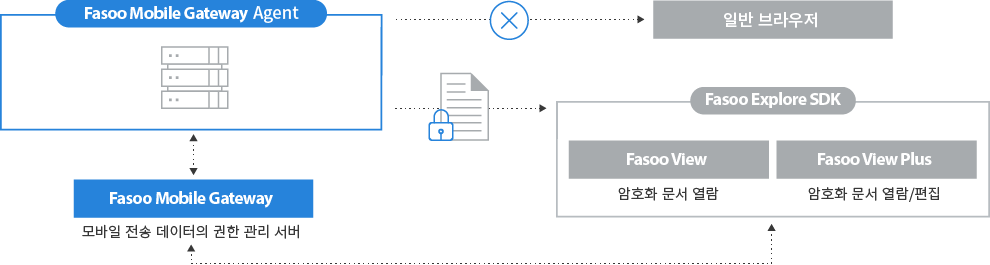 Fasoo Mobile Gateway Agent
일반 브라우저
Fasoo Explore SDK
Fasoo View
Fasoo View Plus
암호화 문서 열람
암호화 문서 열람/편집
Fasoo Mobile Gateway
모바일 전송 데이터의 권한 관리 서버